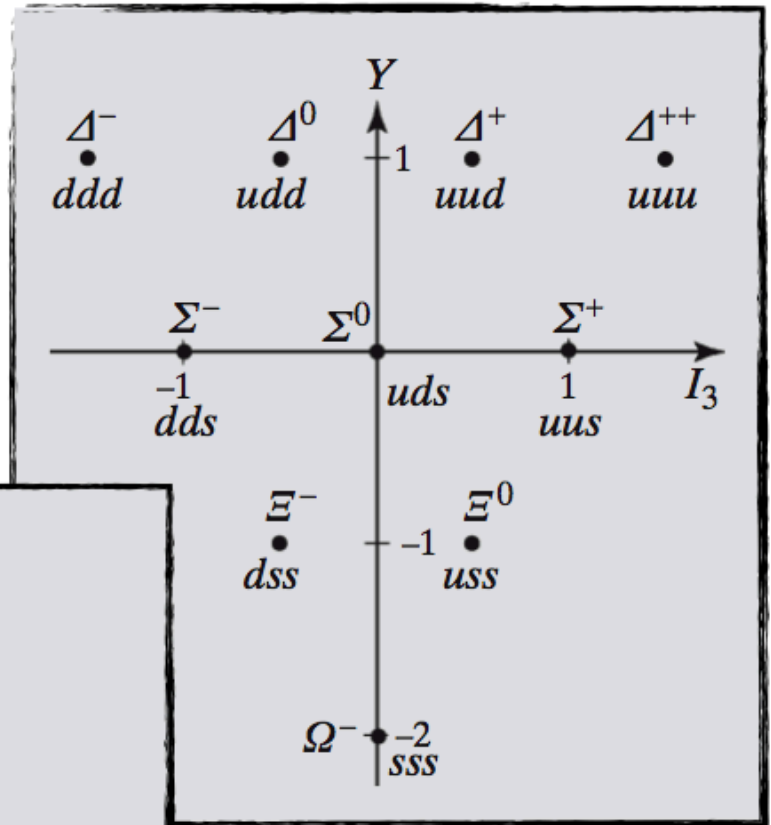 Y
Δ⁻ Δ⁰ Δ⁺ Δ⁺⁺
1
ddd udd uud uuu
Σ⁻ Σ⁰ Σ⁺
–1 uds 1 I₃
dds uus
Ξ⁻ Ξ⁰
–1
dss uss
Ω⁻ –2
sss